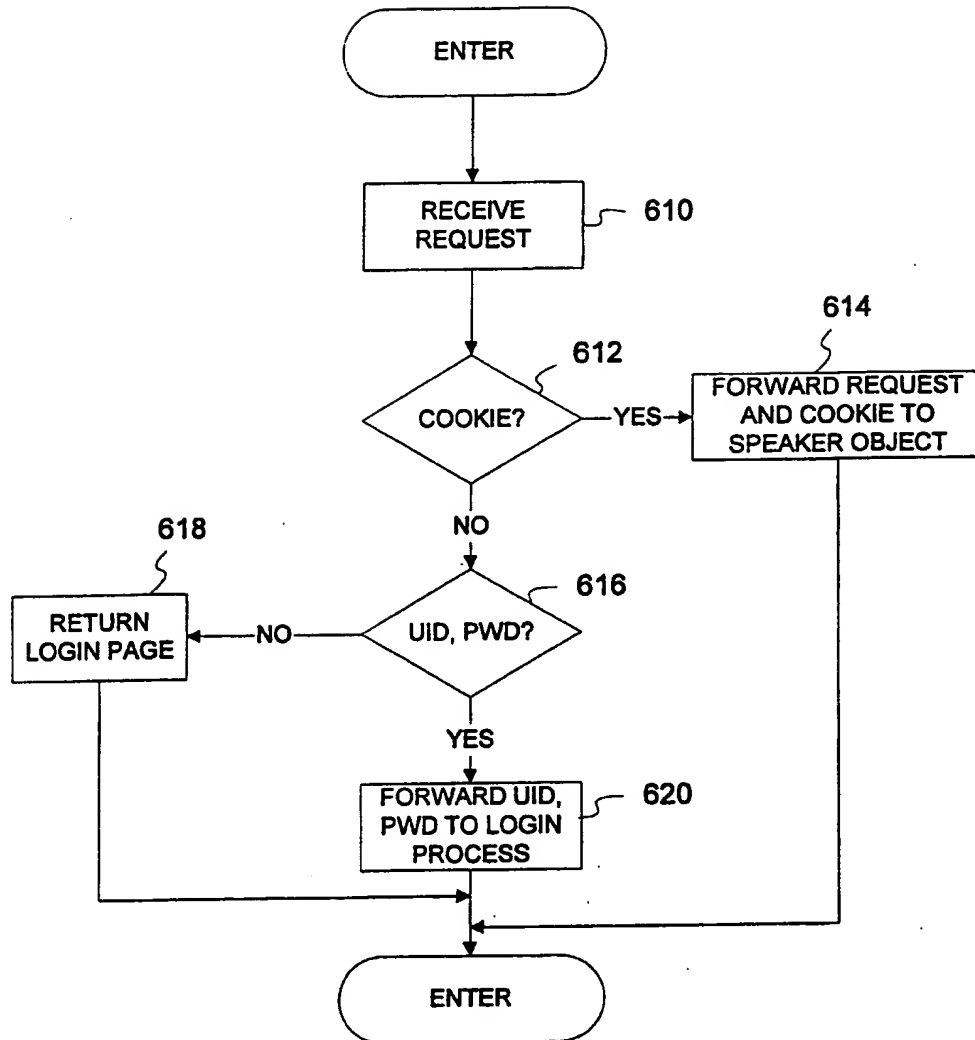 ENTER
RECEIVE
REQUEST
610
612
COOKIE?
YES
614
FORWARD REQUEST
AND COOKIE TO
SPEAKER OBJECT
NO
618
RETURN
LOGIN PAGE
NO
616
UID, PWD?
YES
FORWARD UID,
PWD TO LOGIN
PROCESS
620
ENTER